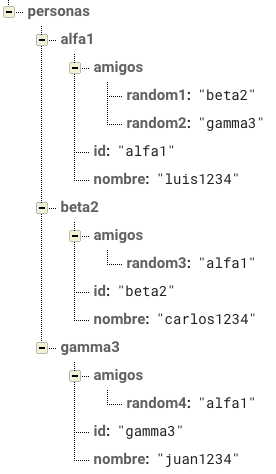 personas
alfa1
amigos
random1: "beta2"
random2: "gamma3"
id: "alfa1"
nombre: "luis1234"
beta2
amigos
random3: "alfa1"
id: "beta2"
nombre: "carlos1234"
gamma3
amigos
random4: "alfa1"
id: "gamma3"
nombre: "juan1234"